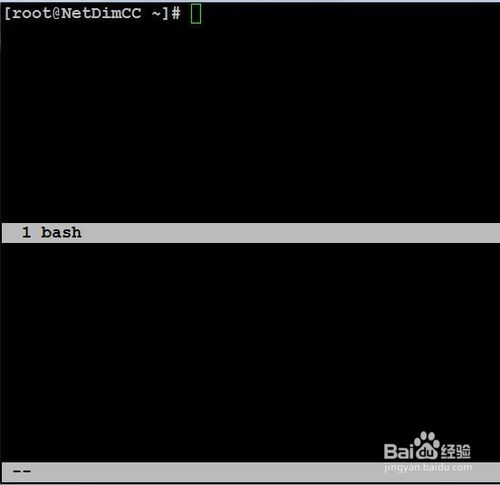 [root@NetDimCC ~]#
1 bash
Baidu经验
jingyan.baidu.com
--